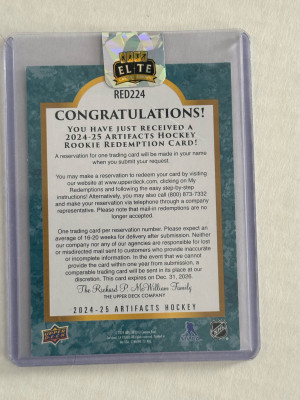 ELITE
RED224
CONGRATULATIONS!
YOU HAVE JUST RECEIVED A
2024-25 ARTIFACTS HOCKEY
ROOKIE REDEMPTION CARD!
A reservation for one trading card will be made in your name
when you submit your request.
You may make a reservation to redeem your card by visiting
our website at www.upperdeck.com, clicking on My
Redemptions and following the easy step-by-step
instructions! Alternatively, you may also call (800) 873-7332
and make your reservation via telephone through a company
representative. Please note that mail-in redemptions are no
longer accepted.
One trading card per reservation number. Please expect an
average of 16-20 weeks for delivery after submission. Neither
our company nor any of our agencies are responsible for lost
or misdirected mail sent to customers who provide inaccurate
or incomplete information. In the event that we cannot
provide the card within one year from submission, a
comparable trading card will be sent in its place at our
discretion. This card expires on Dec. 31, 2026.
The Richard P. McWilliam Family
THE UPPER DECK COMPANY
2024-25 ARTIFACTS HOCKEY
UPPER DECK
NHLPA
NHL